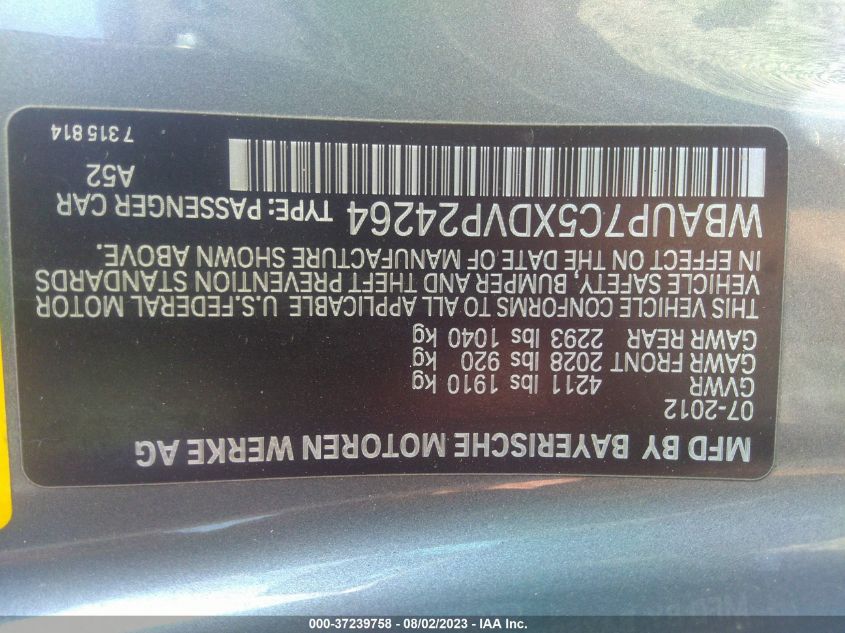 MFD BY BAYERISCHE MOTOREN WERKE AG
07-2012
GVWR 4211 lbs 1910 kg
GAWR FRONT 2028 lbs 920 kg
GAWR REAR 2293 lbs 1040 kg
THIS VEHICLE CONFORMS TO ALL APPLICABLE U.S.FEDERAL MOTOR
VEHICLE SAFETY, BUMPER AND THEFT PREVENTION STANDARDS
IN EFFECT ON THE DATE OF MANUFACTURE SHOWN ABOVE.
WBAUP7C5XDVP24264 TYPE: PASSENGER CAR
A52
7 315 814
000-37239758 - 08/02/2023 - IAA Inc.